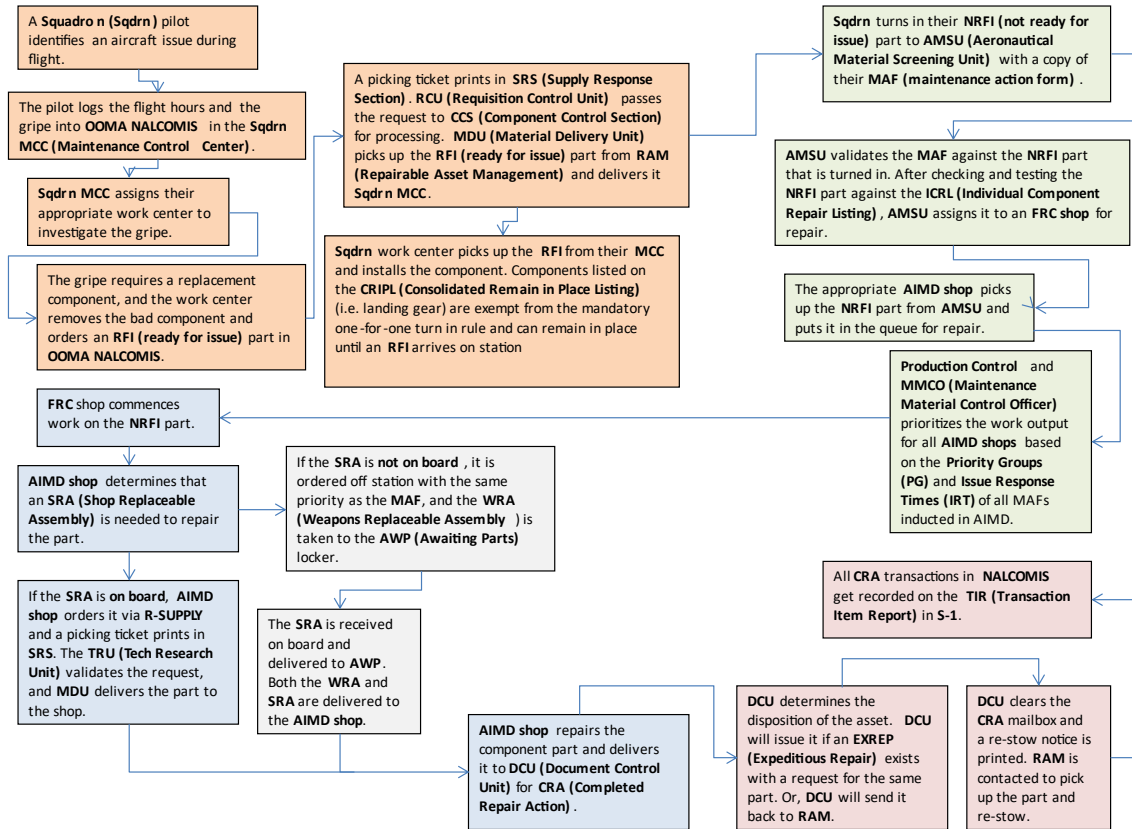 A Squadron (Sqdrn) pilot
identifies an aircraft issue during
flight.
The pilot logs the flight hours and the
gripe into OOMA NALCOMIS in the Sqdrn
MCC (Maintenance Control Center).
Sqdrn MCC assigns their
appropriate work center to
investigate the gripe.
The gripe requires a replacement
component, and the work center
removes the bad component and
orders an RFI (ready for issue) part in
OOMA NALCOMIS.
A picking ticket prints in SRS (Supply Response
Section). RCU (Requisition Control Unit) passes
the request to CCS (Component Control Section)
for processing. MDU (Material Delivery Unit)
picks up the RFI (ready for issue) part from RAM
(Repairable Asset Management) and delivers it
Sqdrn MCC.
Sqdrn work center picks up the RFI from their MCC
and installs the component. Components listed on
the CRIPL (Consolidated Remain in Place Listing)
(i.e. landing gear) are exempt from the mandatory
one-for-one turn in rule and can remain in place
until an RFI arrives on station
Sqdrn turns in their NRFI (not ready for
issue) part to AMSU (Aeronautical
Material Screening Unit) with a copy of
their MAF (maintenance action form) .
AMSU validates the MAF against the NRFI part
that is turned in. After checking and testing the
NRFI part against the ICRL (Individual Component
Repair Listing) , AMSU assigns it to an FRC shop for
repair.
The appropriate AIMD shop picks
up the NRFI part from AMSU and
puts it in the queue for repair.
Production Control and
MMCO (Maintenance
Material Control Officer)
prioritizes the work output
for all AIMD shops based
on the Priority Groups
(PG) and Issue Response
Times (IRT) of all MAFs
inducted in AIMD.
FRC shop commences
work on the NRFI part.
AIMD shop determines that
an SRA (Shop Replaceable
Assembly) is needed to repair
the part.
If the SRA is not on board , it is
ordered off station with the same
priority as the MAF, and the WRA
(Weapons Replaceable Assembly ) is
taken to the AWP (Awaiting Parts)
locker.
If the SRA is on board, AIMD
shop orders it via R-SUPPLY
and a picking ticket prints in
SRS. The TRU (Tech Research
Unit) validates the request,
and MDU delivers the part to
the shop.
The SRA is received
on board and
delivered to AWP.
Both the WRA and
SRA are delivered to
the AIMD shop.
AIMD shop repairs the
component part and delivers
it to DCU (Document Control
Unit) for CRA (Completed
Repair Action) .
DCU determines the
disposition of the asset. DCU
will issue it if an EXREP
(Expeditious Repair) exists
with a request for the same
part. Or, DCU will send it
back to RAM.
DCU clears the
CRA mailbox and
a re-stow notice is
printed. RAM is
contacted to pick
up the part and
re-stow.
All CRA transactions in NALCOMIS
get recorded on the TIR (Transaction
Item Report) in S-1.